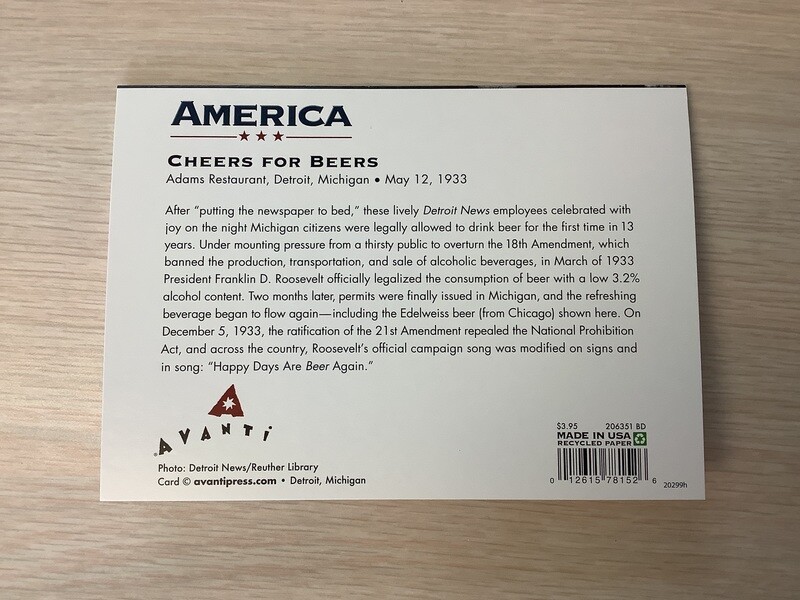 AMERICA
CHEERS FOR BEERS
Adams Restaurant, Detroit, Michigan • May 12, 1933
After “putting the newspaper to bed,” these lively Detroit News employees celebrated with
joy on the night Michigan citizens were legally allowed to drink beer for the first time in 13
years. Under mounting pressure from a thirsty public to overturn the 18th Amendment, which
banned the production, transportation, and sale of alcoholic beverages, in March of 1933
President Franklin D. Roosevelt officially legalized the consumption of beer with a low 3.2%
alcohol content. Two months later, permits were finally issued in Michigan, and the refreshing
beverage began to flow again—including the Edelweiss beer (from Chicago) shown here. On
December 5, 1933, the ratification of the 21st Amendment repealed the National Prohibition
Act, and across the country, Roosevelt’s official campaign song was modified on signs and
in song: “Happy Days Are Beer Again.”
AVANTI
Photo: Detroit News/Reuther Library
Card © avantipress.com • Detroit, Michigan
$3.95 206351 BD
MADE IN USA
RECYCLED PAPER
0 12615 78152 6
20299h